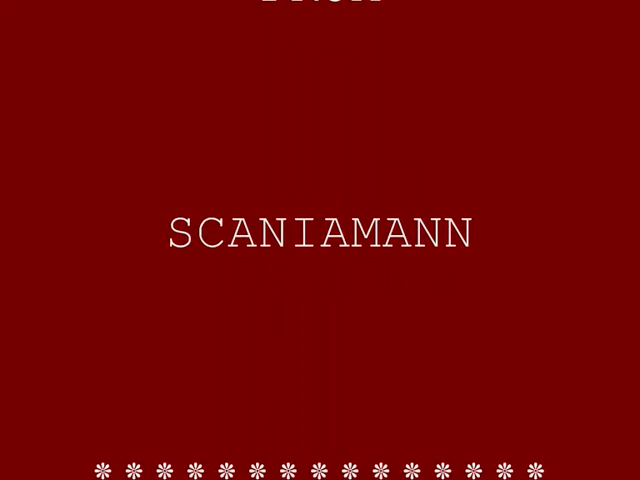 SCANIAMANN
❋ ❋ ❋ ❋ ❋ ❋ ❋ ❋ ❋ ❋ ❋ ❋ ❋ ❋ ❋